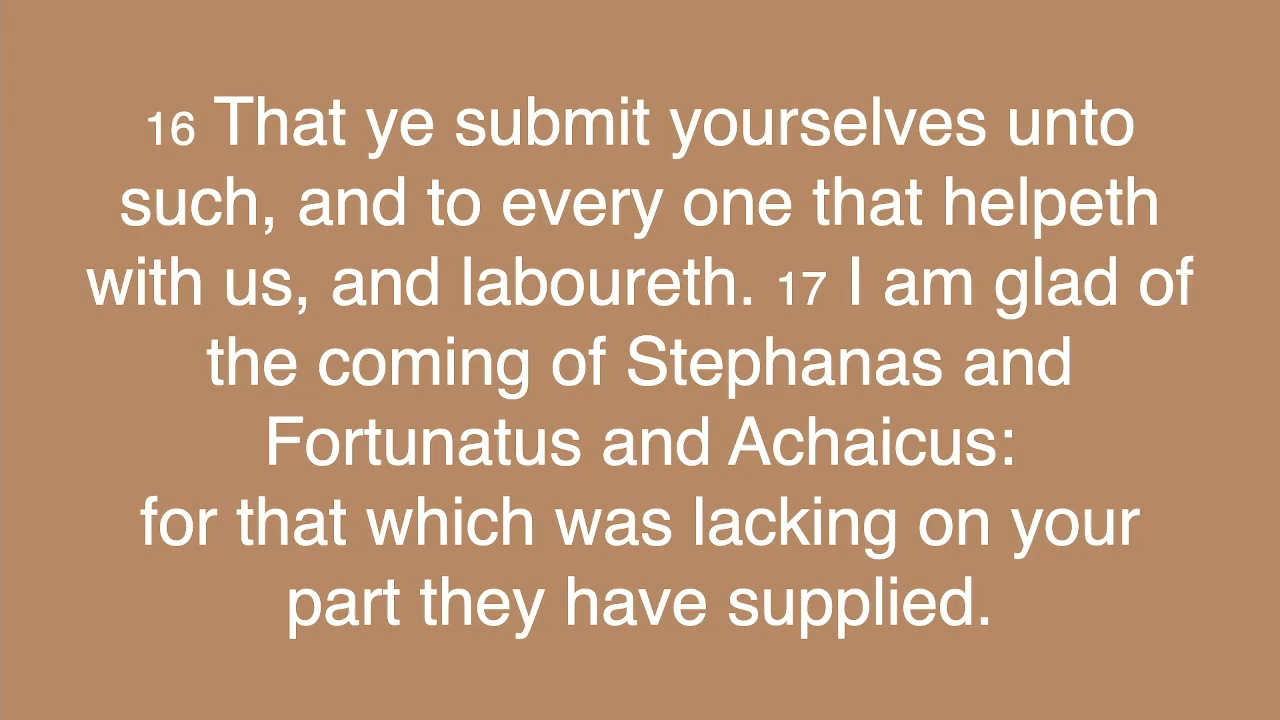 16 That ye submit yourselves unto
such, and to every one that helpeth
with us, and laboureth. 17 I am glad of
the coming of Stephanas and
Fortunatus and Achaicus:
for that which was lacking on your
part they have supplied.